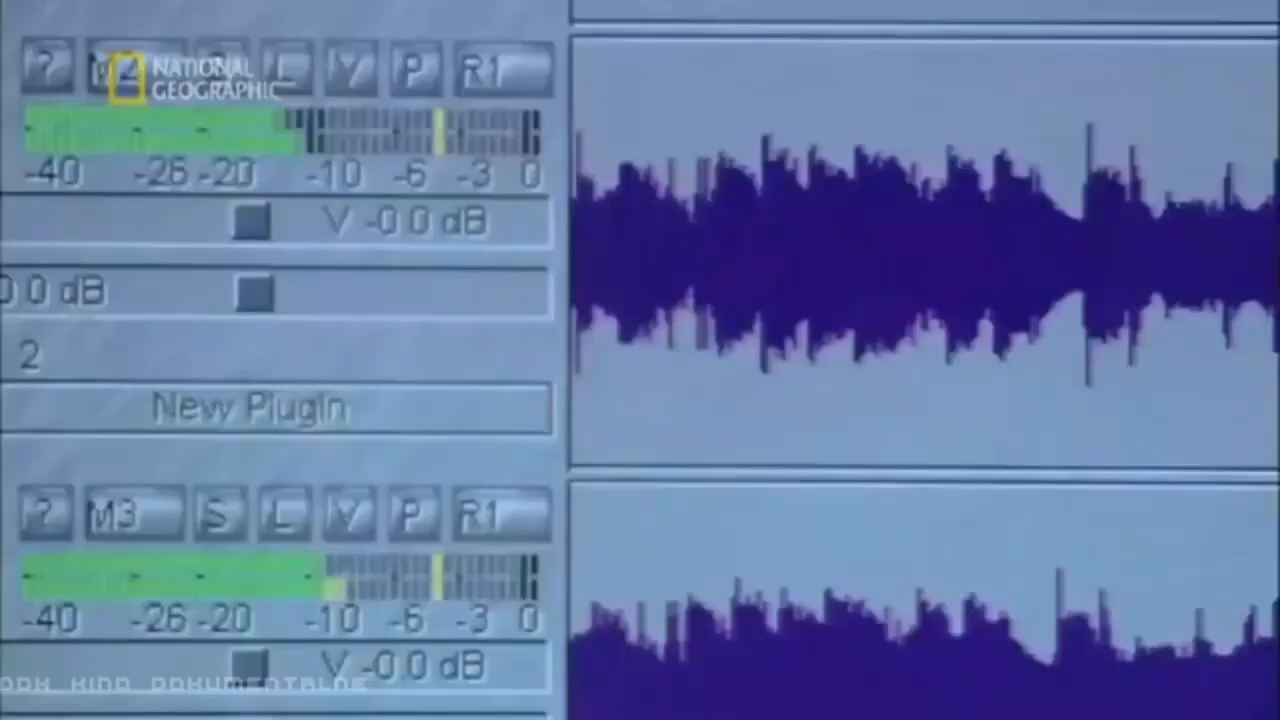 ? M2 S L V P R1
NATIONAL
GEOGRAPHIC
-40 -26 -20 -10 -6 -3 0
V -0.0 dB
0.0 dB
2
New Plugin
? M3 S L V P R1
-40 -26 -20 -10 -6 -3 0
V -0.0 dB